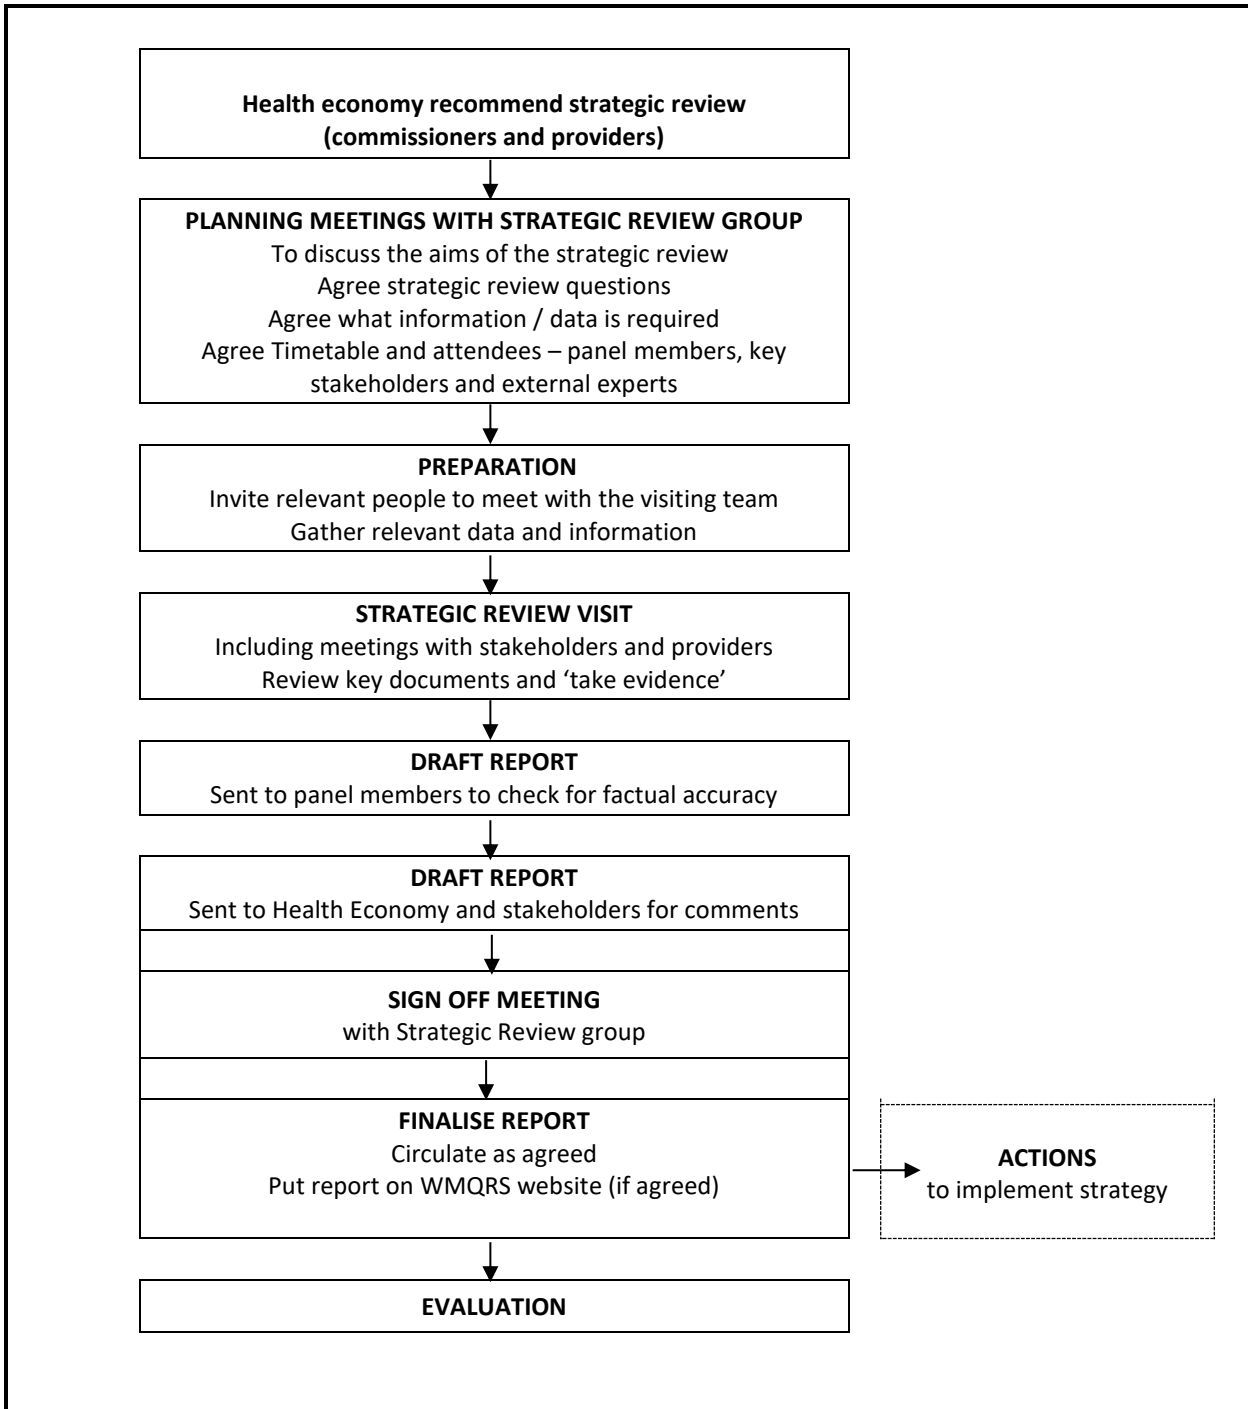 Health economy recommend strategic review
(commissioners and providers)
PLANNING MEETINGS WITH STRATEGIC REVIEW GROUP
To discuss the aims of the strategic review
Agree strategic review questions
Agree what information / data is required
Agree Timetable and attendees – panel members, key
stakeholders and external experts
PREPARATION
Invite relevant people to meet with the visiting team
Gather relevant data and information
STRATEGIC REVIEW VISIT
Including meetings with stakeholders and providers
Review key documents and ‘take evidence’
DRAFT REPORT
Sent to panel members to check for factual accuracy
DRAFT REPORT
Sent to Health Economy and stakeholders for comments
SIGN OFF MEETING
with Strategic Review group
FINALISE REPORT
Circulate as agreed
Put report on WMQRS website (if agreed)
ACTIONS
to implement strategy
EVALUATION